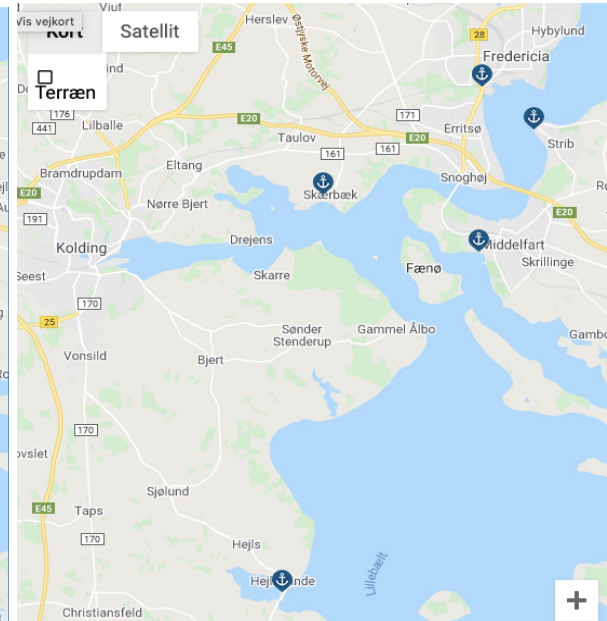 Viuf
Herslev
Hybylund
Vis vejkort
Kort
Satellit
28
E45
Østjyske Motorvej
Fredericia
Terræn
176
441
Lilballe
E20
171
Taulov
Erritsø
E20
Strib
161
161
Eltang
Bramdrupdam
Snoghøj
E20
Skærbæk
191
Nørre Bjert
E20
Kolding
Drejens
Middelfart
Skrillinge
Seest
Skarre
Fænø
170
25
Sønder
Stenderup
Gammel Ålbo
Vonsild
Bjert
170
Sjølund
E45
Taps
170
Hejls
Lillebælt
Christiansfeld
+